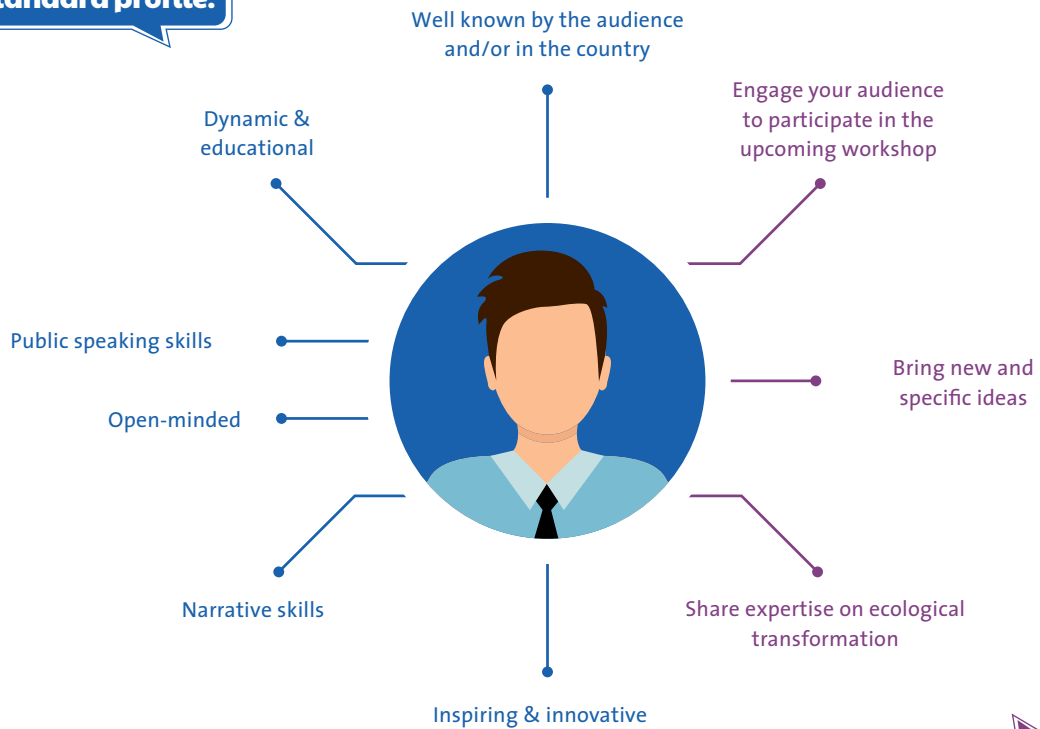 standard profile:
Well known by the audience
and/or in the country
Engage your audience
to participate in the
upcoming workshop
Dynamic &
educational
Public speaking skills
Bring new and
specific ideas
Open-minded
Narrative skills
Share expertise on ecological
transformation
Inspiring & innovative